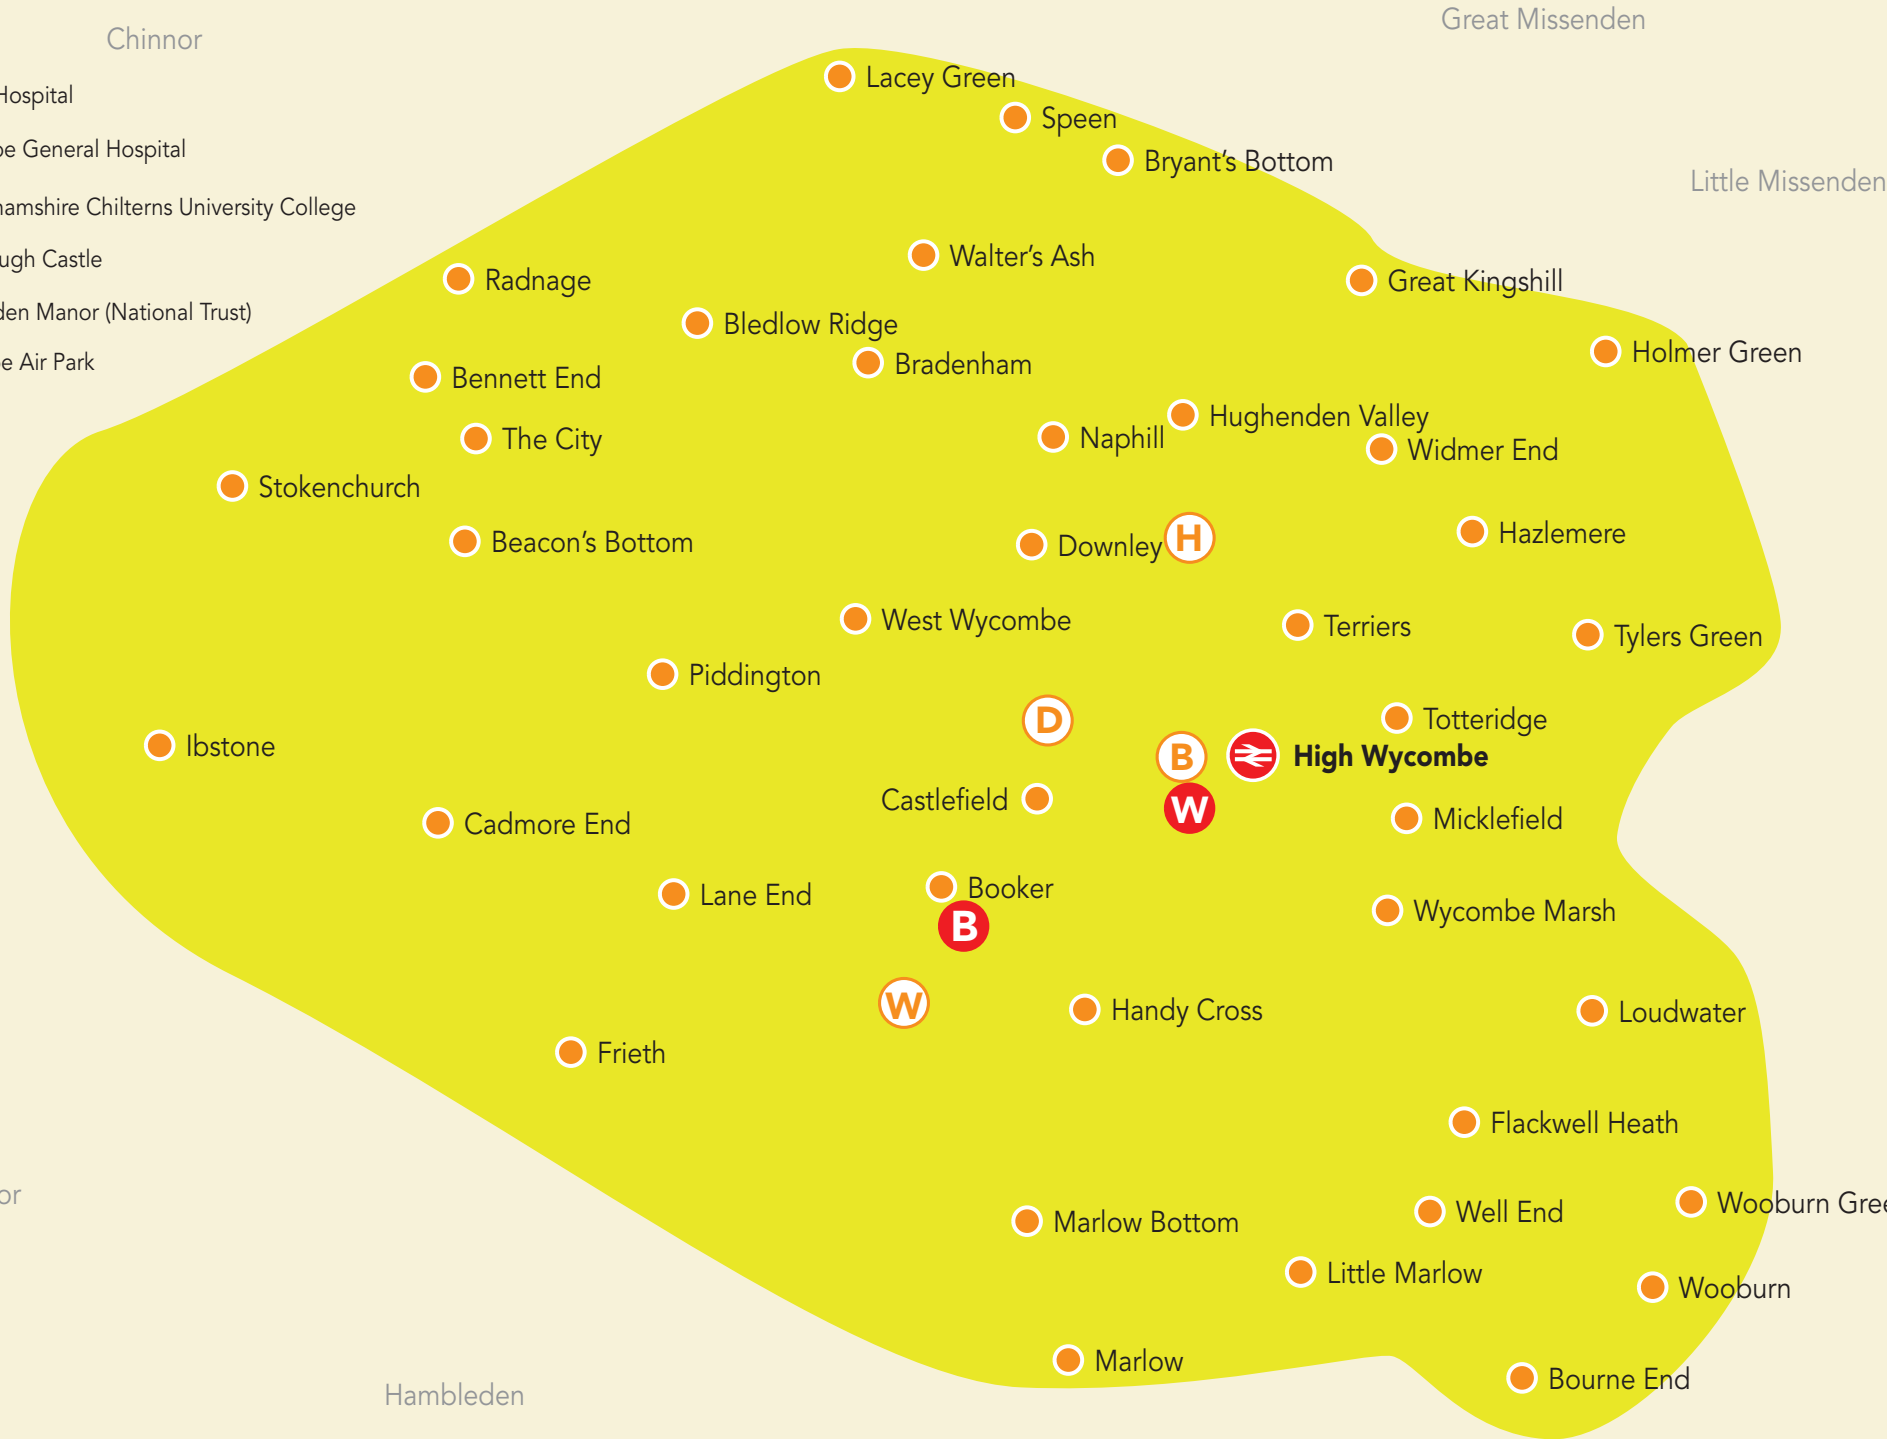 Great Missenden
Chinnor
Lacey Green
Hospital
Speen
General Hospital
Bryant's Bottom
Little Missenden
Chilterns University College
Walter's Ash
Castle
Radnage
Great Kingshill
Manor (National Trust)
Bledlow Ridge
Holmer Green
Air Park
Bradenham
Bennett End
Hughenden Valley
The City
Naphill
Widmer End
Stokenchurch
Hazlemere
Beacon's Bottom
Downley
H
West Wycombe
Terriers
Tylers Green
Piddington
D
Totteridge
Ibstone
B
High Wycombe
Castlefield
W
Micklefield
Cadmore End
Booker
Lane End
Wycombe Marsh
B
W
Handy Cross
Loudwater
Frieth
Flackwell Heath
Wooburn
Well End
Marlow Bottom
Little Marlow
Wooburn
Marlow
Bourne End
Hambleden